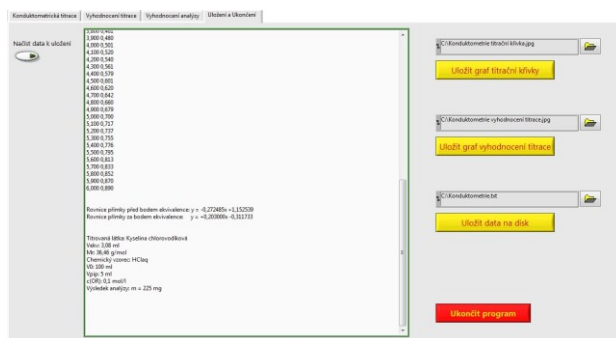 Konduktometrická titrace Vyhodnocení titrace Vyhodnocení analýzy Uložení a Ukončení
Načíst data k uložení
3,800 0,461
3,900 0,480
4,000 0,501
4,100 0,520
4,200 0,540
4,300 0,561
4,400 0,579
4,500 0,601
4,600 0,620
4,700 0,642
4,800 0,660
4,900 0,679
5,000 0,700
5,100 0,717
5,200 0,737
5,300 0,755
5,400 0,776
5,500 0,795
5,600 0,813
5,700 0,833
5,800 0,852
5,900 0,870
6,000 0,890
Rovnice přímky před bodem ekvivalence: y = -0,272485x +1,152539
Rovnice přímky za bodem ekvivalence: y = +0,203000x -0,311733
Titrovaná látka: Kyselina chlorovodíková
Vekv: 3,08 ml
Mr: 36,46 g/mol
Chemický vzorec: HClaq
V0: 100 ml
Vpip: 5 ml
c(OR): 0,1 mol/l
Výsledek analýzy: m = 225 mg
C:\Konduktometrie titrační křivka.jpg
Uložit graf titrační křivky
C:\Konduktometrie vyhodnocení titrace.jpg
Uložit graf vyhodnocení titrace
C:\Konduktometrie.txt
Uložit data na disk
Ukončit program